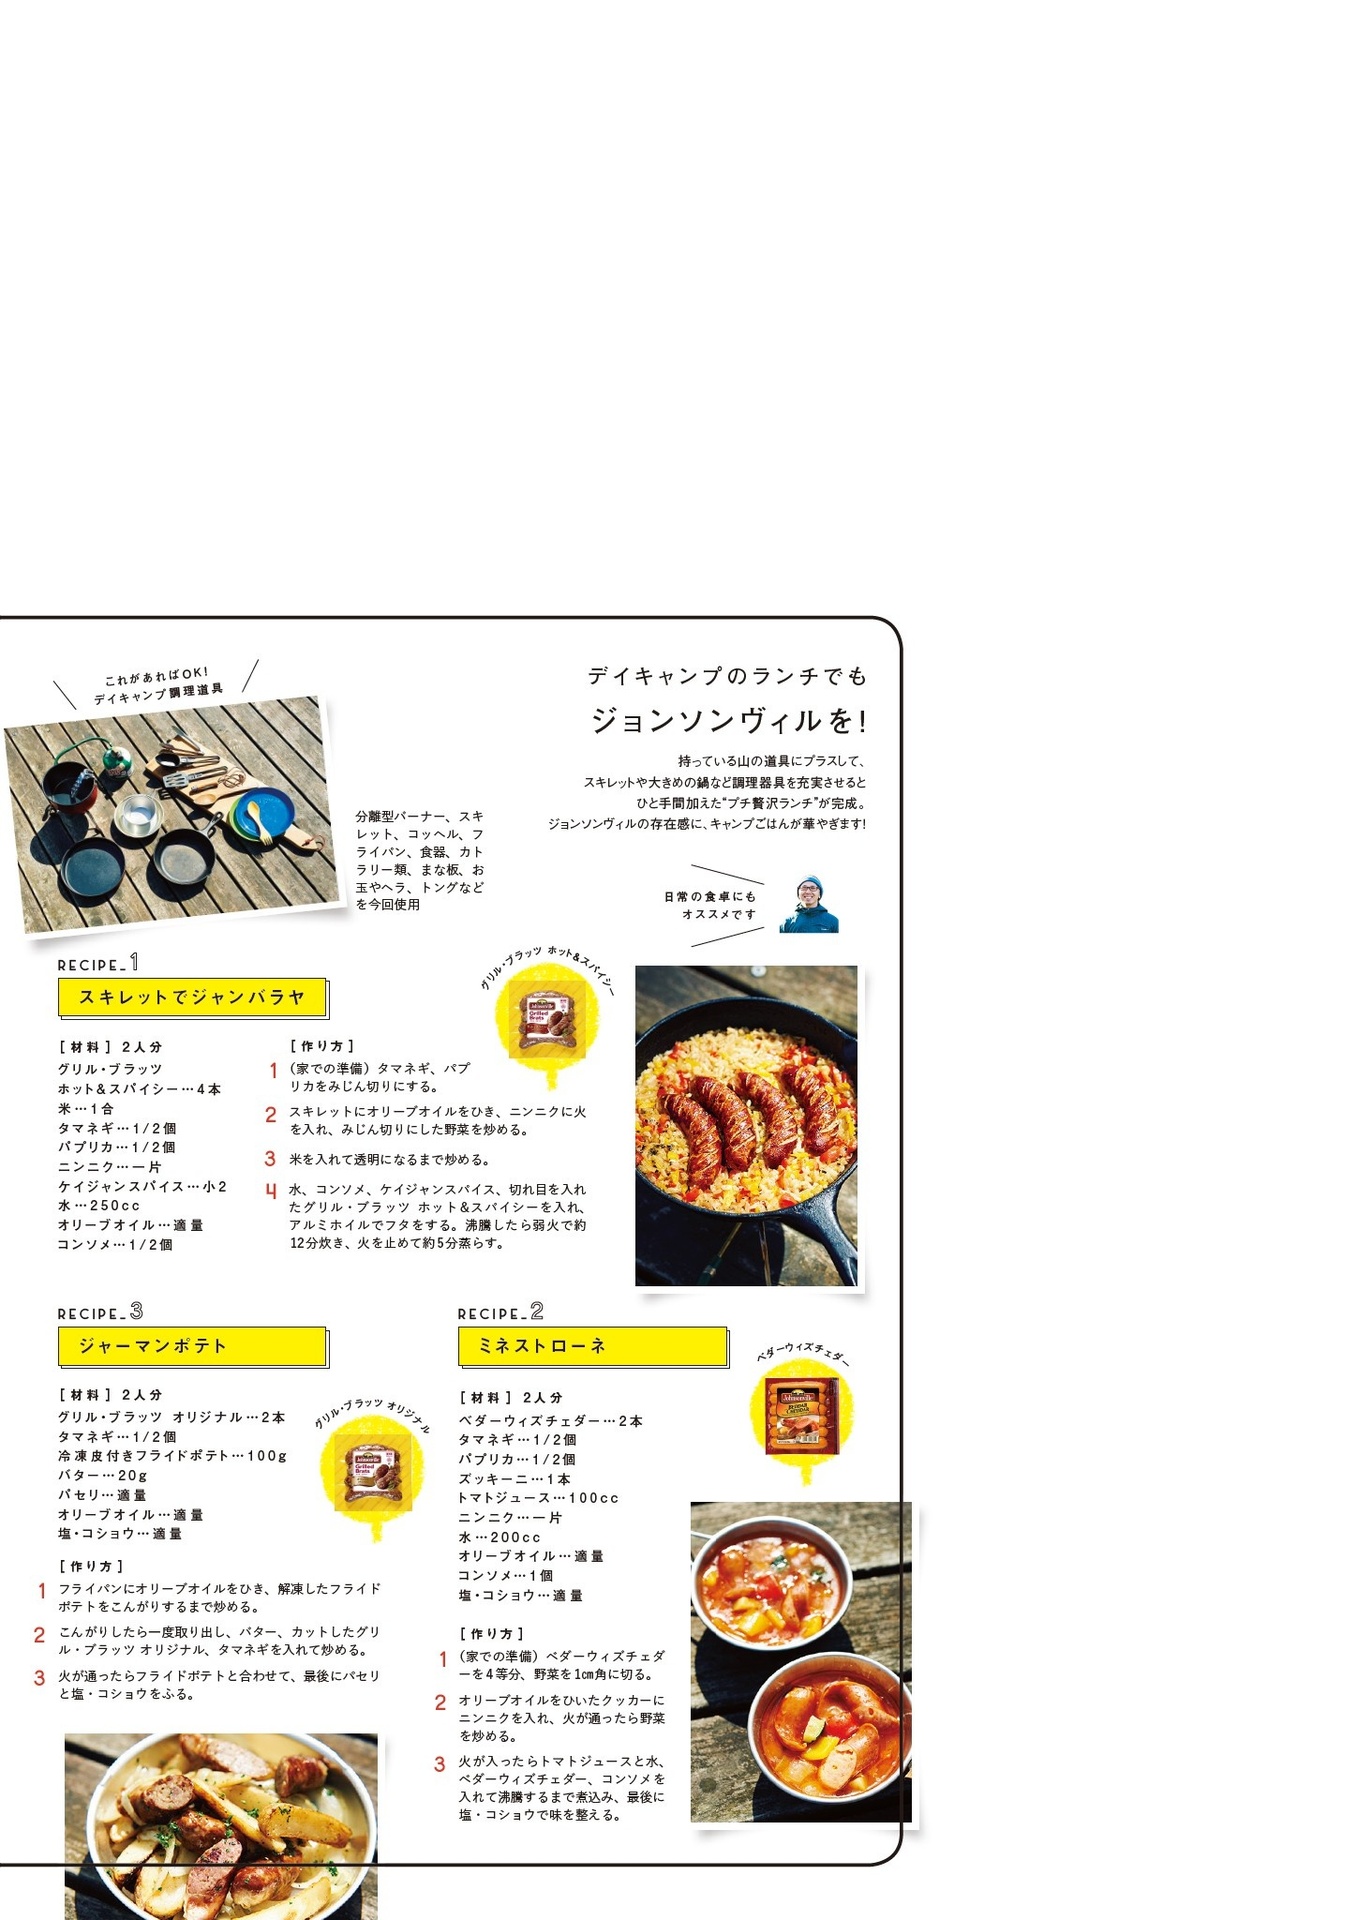 デイキャンプのランチでも
ジョンソンヴィルを!
持っている山の道具にプラスして、
スキレットや大きめの鍋など調理器具を充実させると
ひと手間加えた“プチ贅沢ランチ”が完成。
ジョンソンヴィルの存在感に、キャンプごはんが華やぎます!
日常の食卓にも
オススメです
これがあればOK!
デイキャンプ調理道具
分離型バーナー、スキ
レット、コッヘル、フ
ライパン、食器、カト
ラリー類、まな板、お
玉やヘラ、トングなど
を今回使用
RECIPE_1
スキレットでジャンバラヤ
[材料] 2人分
グリル・ブラッツ
ホット&スパイシー…4本
米…1合
タマネギ…1/2個
パプリカ…1/2個
ニンニク…一片
ケイジャンスパイス…小2
水…250cc
オリーブオイル…適量
コンソメ…1/2個
[作り方]
1 (家での準備) タマネギ、パプ
リカをみじん切りにする。
2 スキレットにオリーブオイルをひき、ニンニクに火
を入れ、みじん切りにした野菜を炒める。
3 米を入れて透明になるまで炒める。
4 水、コンソメ、ケイジャンスパイス、切れ目を入れ
たグリル・ブラッツ ホット&スパイシーを入れ、
アルミホイルでフタをする。沸騰したら弱火で約
12分炊き、火を止めて約5分蒸らす。
グリル・ブラッツ ホット&スパイシー
Johnsonville
Grilled
Brats
RECIPE_2
ミネストローネ
[材料] 2人分
ベダーウィズチェダー…2本
タマネギ…1/2個
パプリカ…1/2個
ズッキーニ…1本
トマトジュース…100cc
ニンニク…一片
水…200cc
オリーブオイル…適量
コンソメ…1個
塩・コショウ…適量
[作り方]
1 (家での準備) ベダーウィズチェダ
ーを4等分、野菜を1cm角に切る。
2 オリーブオイルをひいたクッカーに
ニンニクを入れ、火が通ったら野菜
を炒める。
3 火が入ったらトマトジュースと水、
ベダーウィズチェダー、コンソメを
入れて沸騰するまで煮込み、最後に
塩・コショウで味を整える。
ベダーウィズチェダー
Johnsonville
BEDDAR
CHEDDAR
RECIPE_3
ジャーマンポテト
[材料] 2人分
グリル・ブラッツ オリジナル…2本
タマネギ…1/2個
冷凍皮付きフライドポテト…100g
バター…20g
パセリ…適量
オリーブオイル…適量
塩・コショウ…適量
[作り方]
1 フライパンにオリーブオイルをひき、解凍したフライド
ポテトをこんがりするまで炒める。
2 こんがりしたら一度取り出し、バター、カットしたグリ
ル・ブラッツ オリジナル、タマネギを入れて炒める。
3 火が通ったらフライドポテトと合わせて、最後にパセリ
と塩・コショウをふる。
グリル・ブラッツ オリジナル
Johnsonville
Grilled
Brats